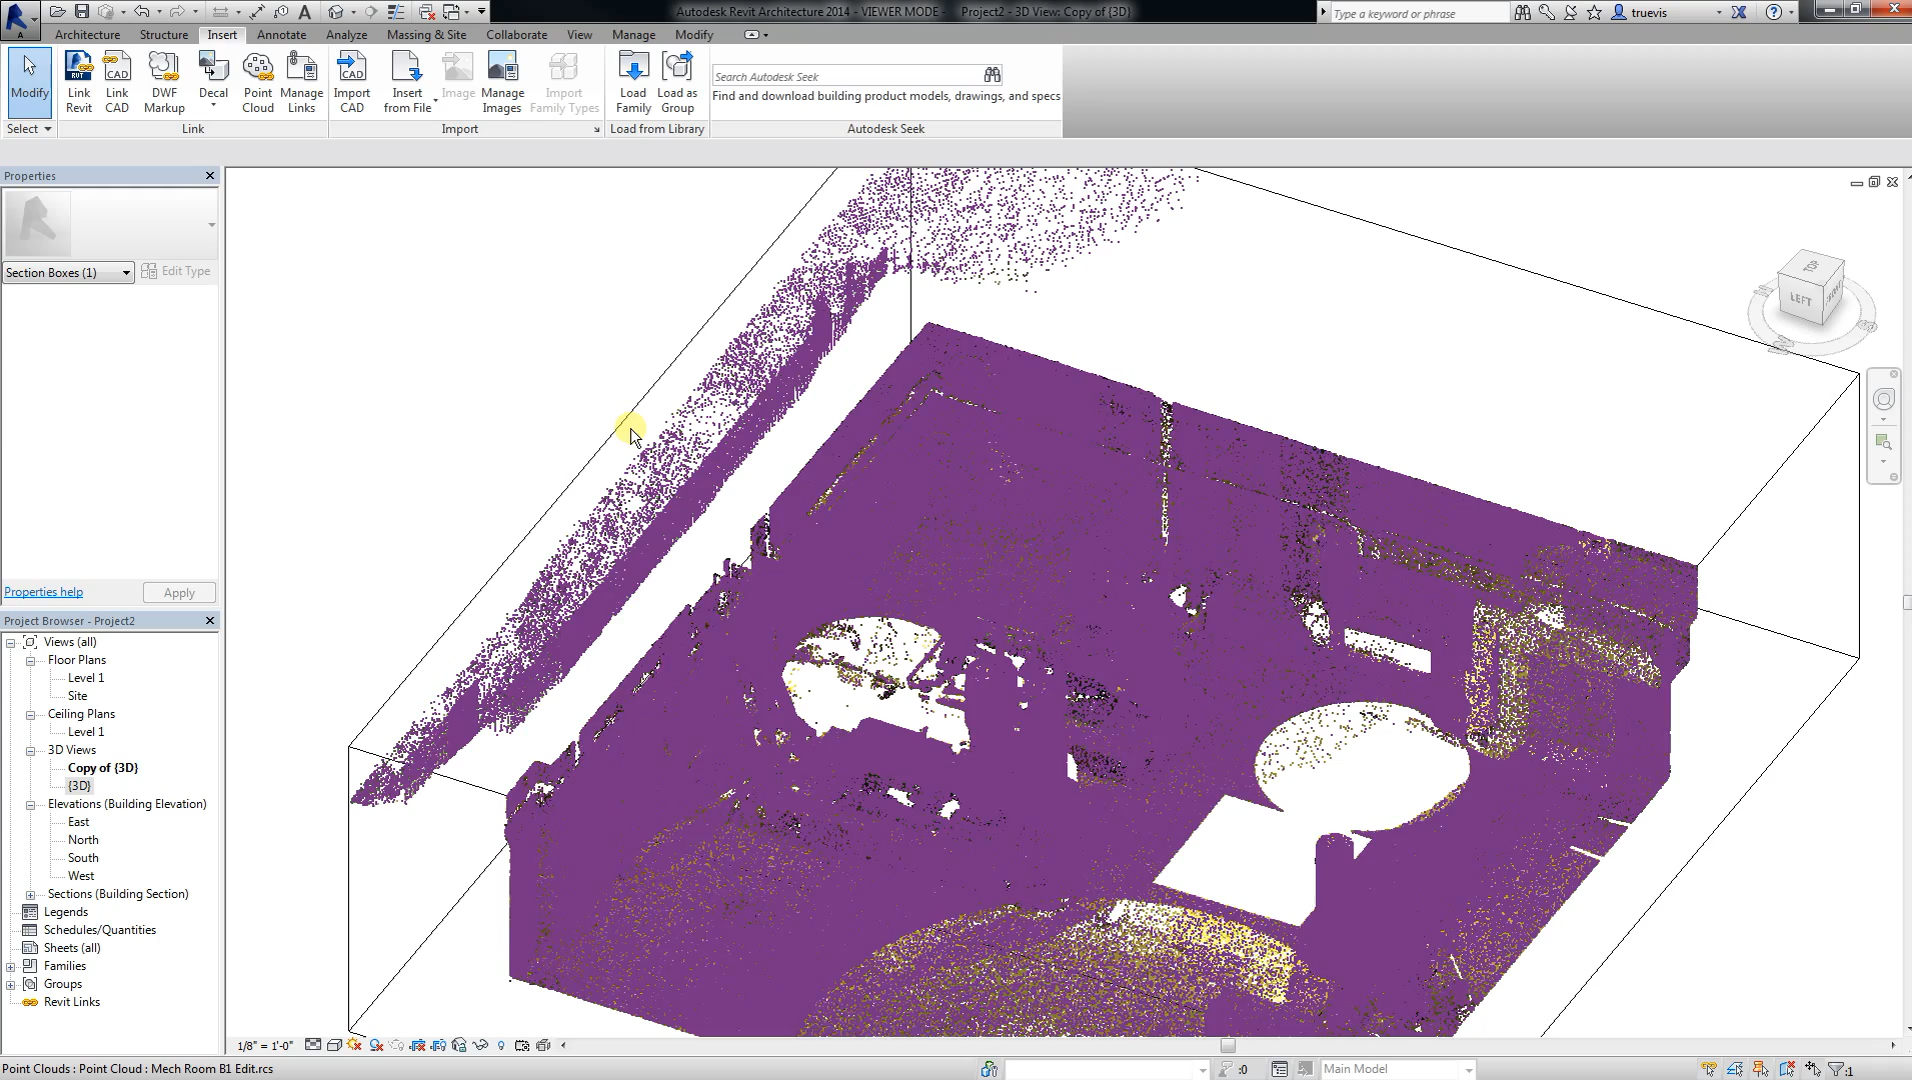 Autodesk Revit Architecture 2014 - VIEWER MODE - Project2 - 3D View: Copy of {3D}
Type a keyword or phrase
truevis
Architecture Structure Insert Annotate Analyze Massing & Site Collaborate View Manage Modify
Modify
Link Revit
Link CAD
DWF Markup
Decal
Point Cloud
Manage Links
Import CAD
Insert from File
Image
Manage Images
Import Family Types
Load Family
Load as Group
Search Autodesk Seek
Find and download building product models, drawings, and specs
Select Link Import Load from Library Autodesk Seek
Properties
Section Boxes (1)
Edit Type
Properties help
Apply
Project Browser - Project2
Views (all)
Floor Plans
Level 1
Site
Ceiling Plans
Level 1
3D Views
Copy of {3D}
{3D}
Elevations (Building Elevation)
East
North
South
West
Sections (Building Section)
Legends
Schedules/Quantities
Sheets (all)
Families
Groups
Revit Links
TOP
LEFT
FRONT
1/8" = 1'-0"
Point Clouds : Point Cloud : Mech Room B1 Edit.rcs
:0
Main Model
:1